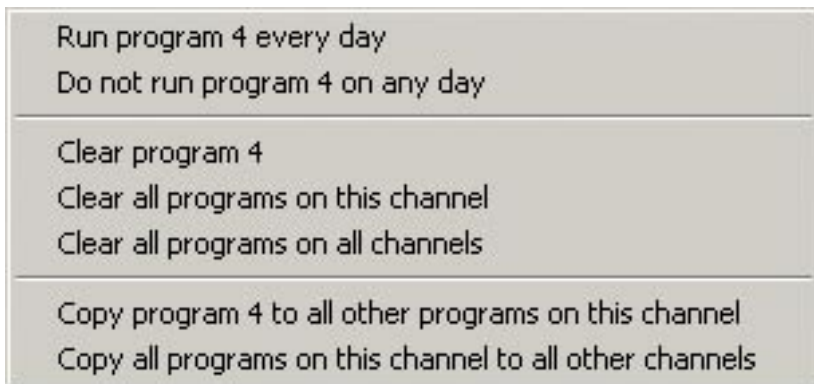 Run program 4 every day
Do not run program 4 on any day
Clear program 4
Clear all programs on this channel
Clear all programs on all channels
Copy program 4 to all other programs on this channel
Copy all programs on this channel to all other channels